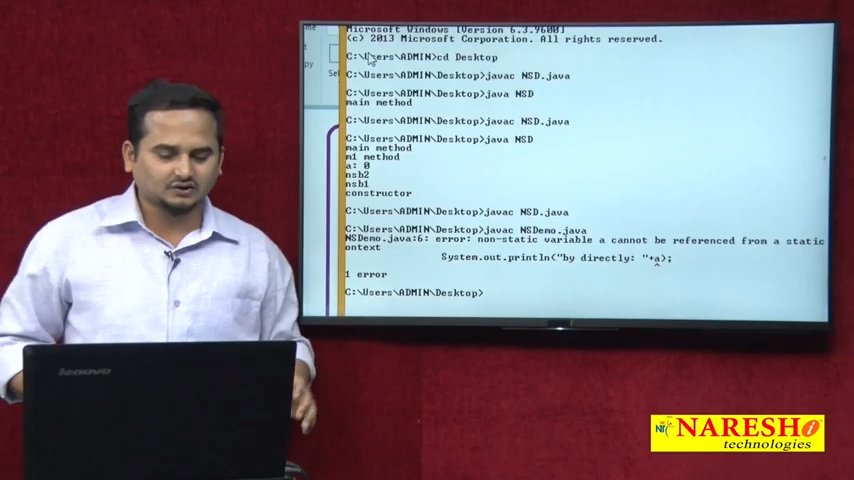 Microsoft Windows [Version 6.3.9600]
(c) 2013 Microsoft Corporation. All rights reserved.
C:\Users\ADMIN>cd Desktop
C:\Users\ADMIN\Desktop>javac NSD.java
C:\Users\ADMIN\Desktop>java NSD
main method
C:\Users\ADMIN\Desktop>javac NSD.java
C:\Users\ADMIN\Desktop>java NSD
main method
m1 method
a: 0
nsb2
nsb1
constructor
C:\Users\ADMIN\Desktop>javac NSD.java
C:\Users\ADMIN\Desktop>javac NSDemo.java
NSDemo.java:6: error: non-static variable a cannot be referenced from a static
ontext
System.out.println("by directly: "+a);
^
1 error
C:\Users\ADMIN\Desktop>
lenovo
NARESH i
technologies